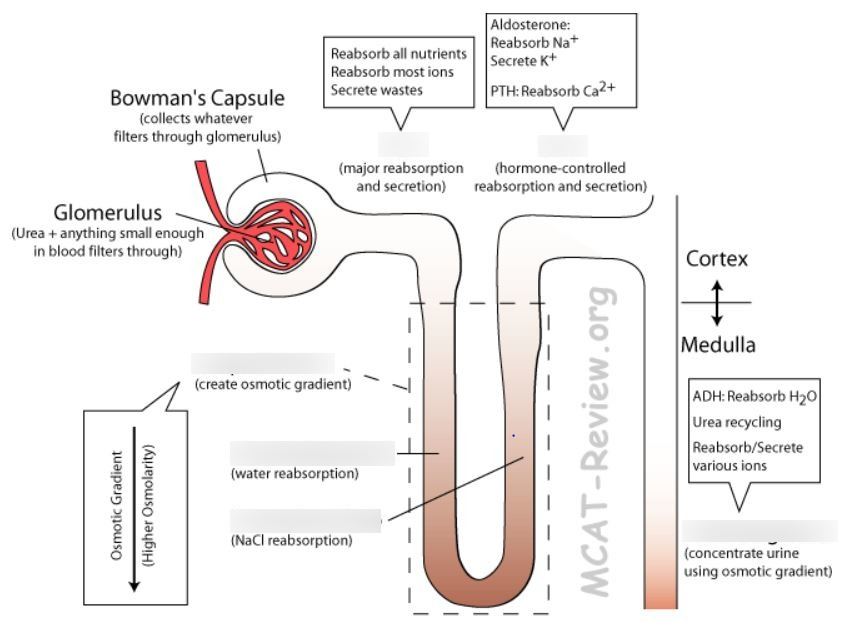 Aldosterone:
Reabsorb Na+
Secrete K+
PTH: Reabsorb Ca2+
Reabsorb all nutrients
Reabsorb most ions
Secrete wastes
Bowman's Capsule
(collects whatever
filters through glomerulus)
(major reabsorption
and secretion)
(hormone-controlled
reabsorption and secretion)
Glomerulus
(Urea + anything small enough
in blood filters through)
Cortex
Medulla
MCAT-Review.org
(create osmotic gradient)
ADH: Reabsorb H2O
Urea recycling
Reabsorb/Secrete
various ions
Osmotic Gradient
(Higher Osmolarity)
(water reabsorption)
(NaCl reabsorption)
(concentrate urine
using osmotic gradient)